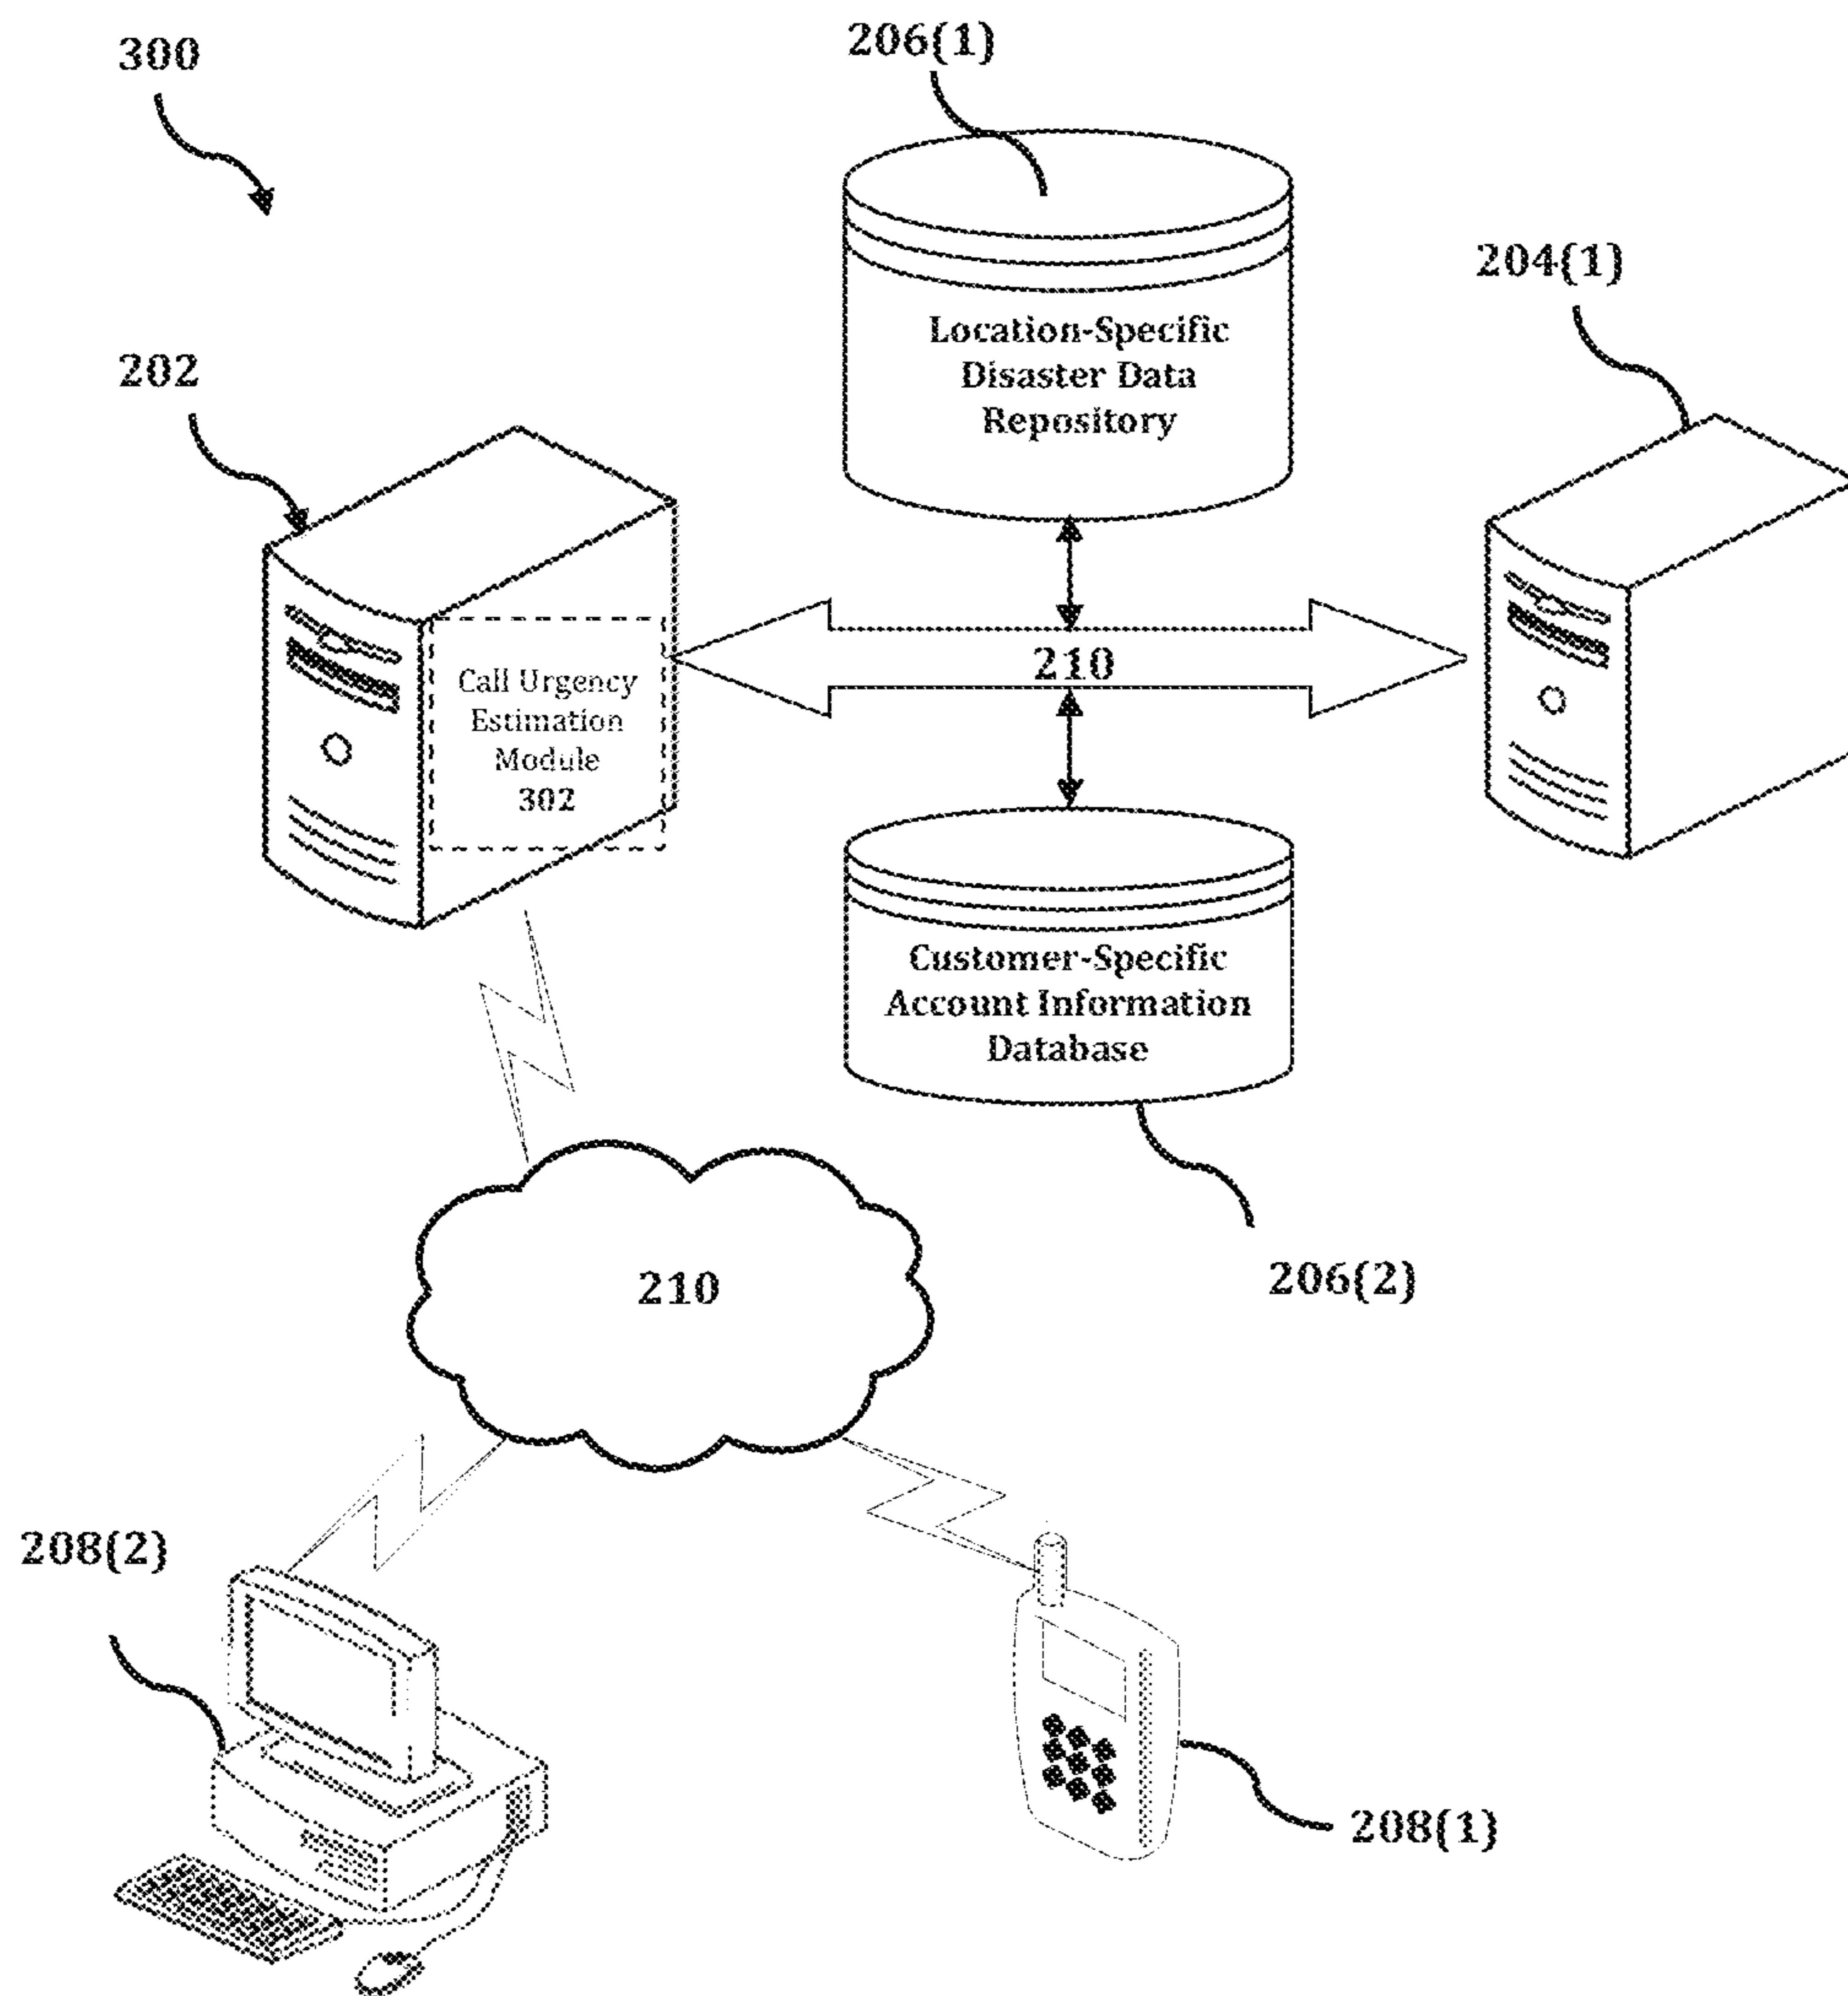 300
206(1)
204(1)
Location-Specific
Disaster Data
Repository
202
210
Call Urgency
Estimation
Module
302
Customer-Specific
Account Information
Database
206(2)
210
208(2)
208(1)